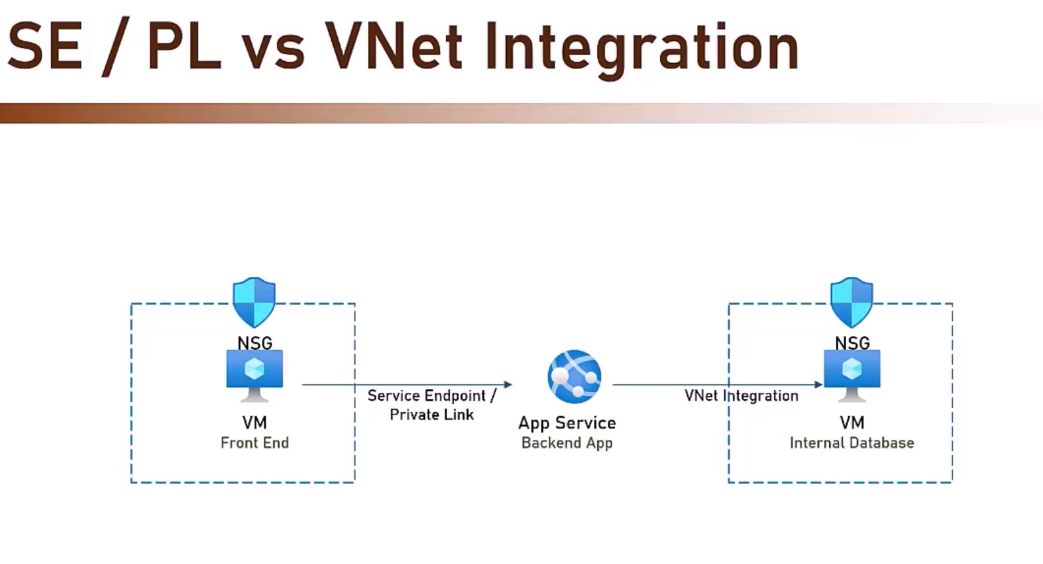 SE / PL vs VNet Integration
NSG
VM
Front End
Service Endpoint /
Private Link
App Service
Backend App
VNet Integration
NSG
VM
Internal Database